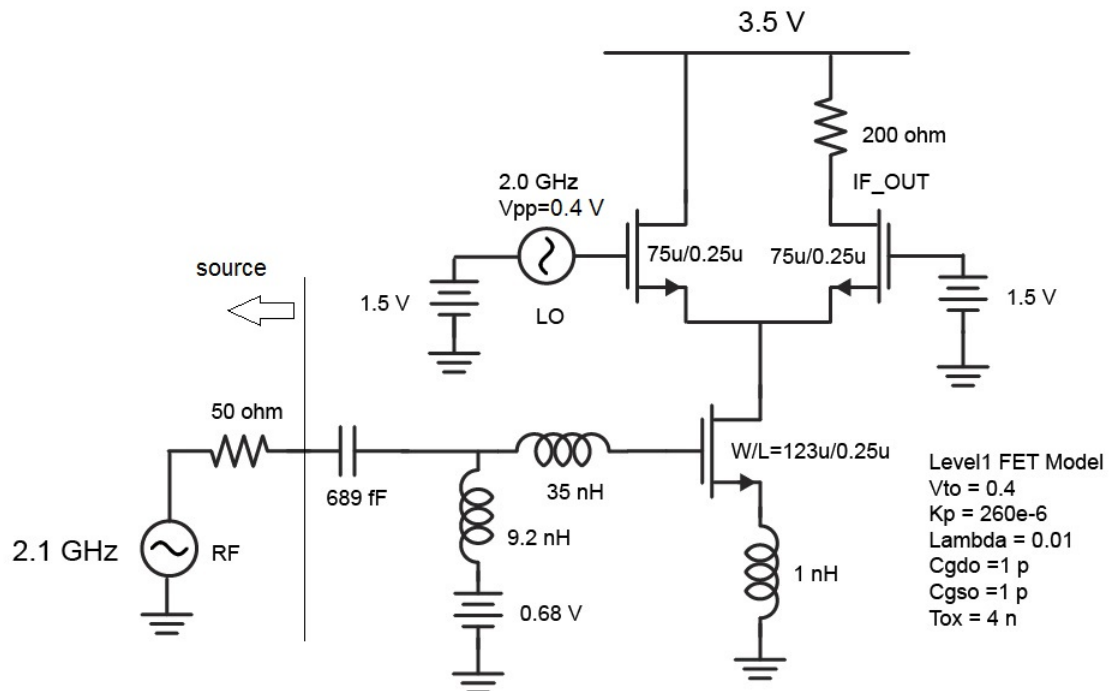 3.5 V
200 ohm
2.0 GHz
Vpp=0.4 V
IF_OUT
75u/0.25u
75u/0.25u
source
1.5 V
LO
1.5 V
50 ohm
W/L=123u/0.25u
689 fF
35 nH
9.2 nH
2.1 GHz
RF
1 nH
0.68 V
Level1 FET Model
Vto = 0.4
Kp = 260e-6
Lambda = 0.01
Cgdo =1 p
Cgso =1 p
Tox = 4 n